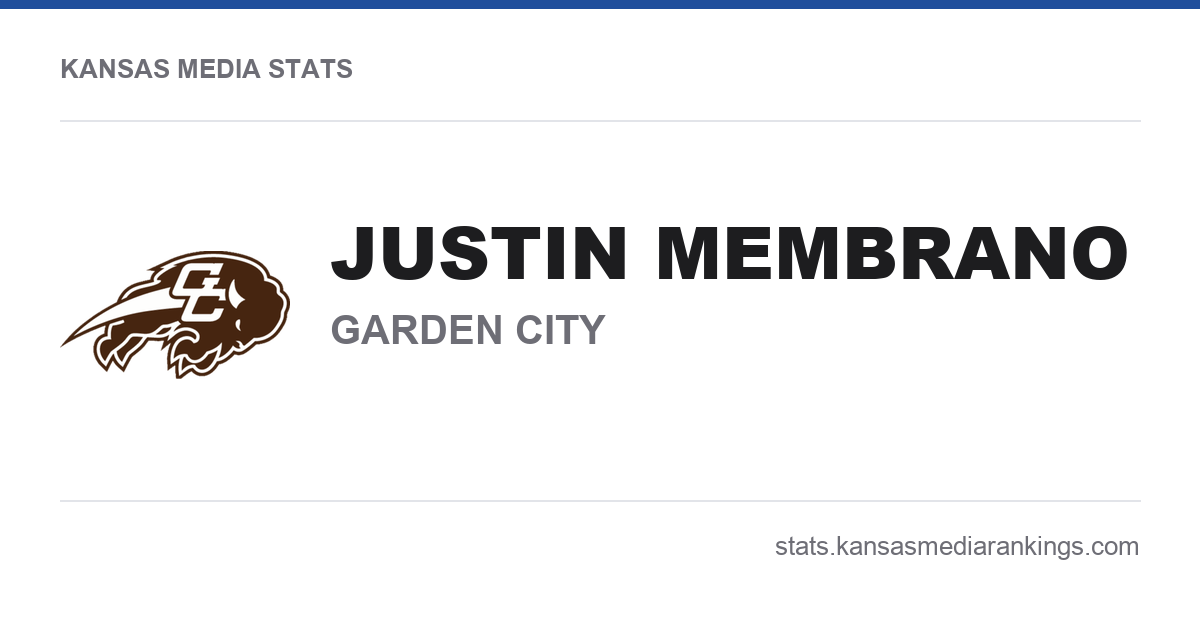 KANSAS MEDIA STATS
GC
JUSTIN MEMBRANO
GARDEN CITY
stats.kansasmediarankings.com